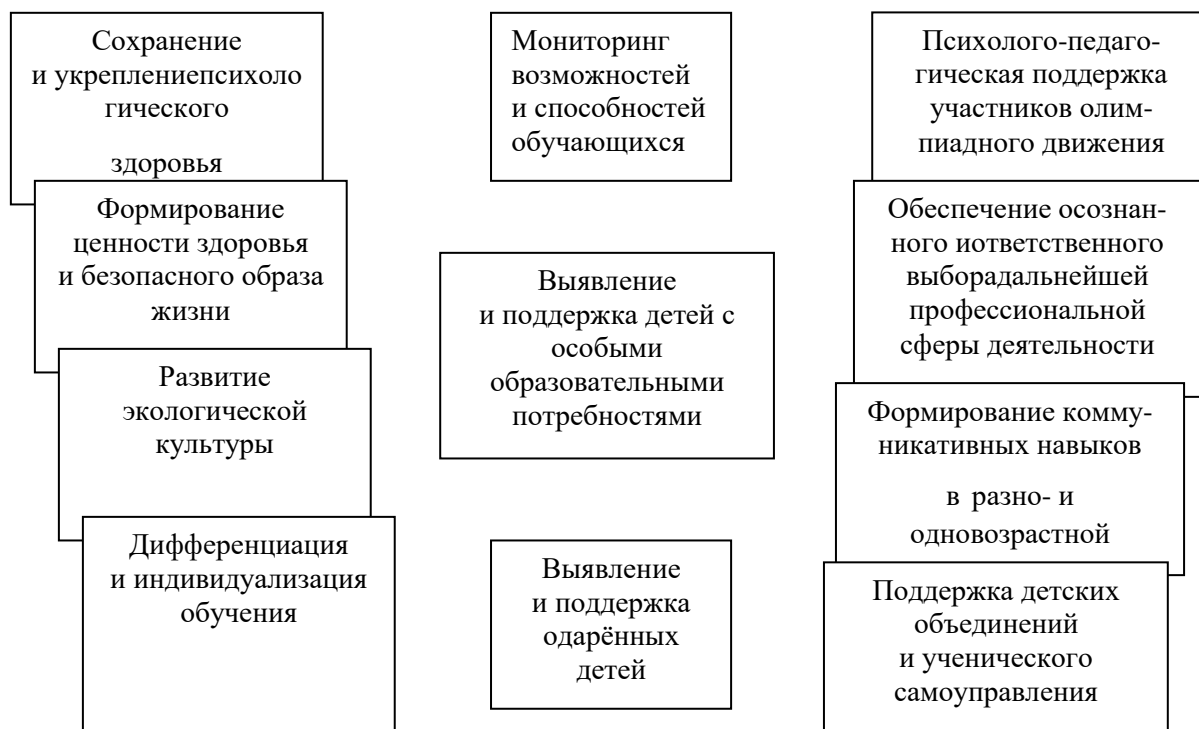 Сохранение
и укреплениепсихоло
гического
здоровья
Формирование
ценности здоровья
и безопасного образа
жизни
Развитие
экологической
культуры
Дифференциация
и индивидуализация
обучения
Мониторинг
возможностей
и способностей
обучающихся
Выявление
и поддержка детей с
особыми
образовательными
потребностями
Выявление
и поддержка
одарённых
детей
Психолого-педаго-
гическая поддержка
участников олим-
пиадного движения
Обеспечение осознан-
ного иответственного
выборадальнейшей
профессиональной
сферы деятельности
Формирование комму-
никативных навыков
в разно- и
одновозрастной
Поддержка детских
объединений
и ученического
самоуправления